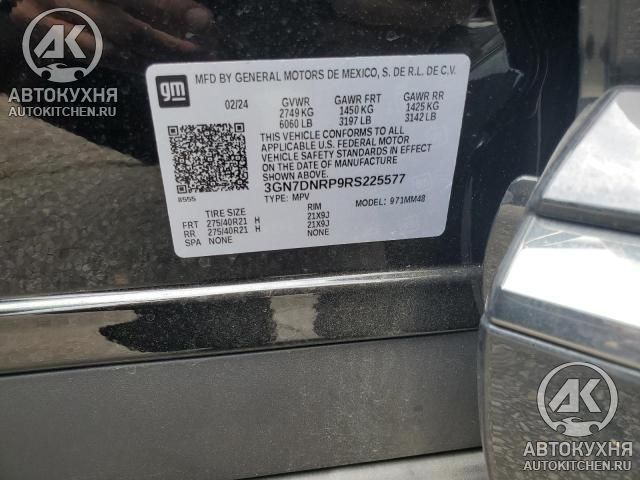 AK
АВТОКУХНЯ
AUTOKITCHEN.RU
gm
MFD BY GENERAL MOTORS DE MEXICO, S. DE R.L. DE C.V.
02/24 GVWR GAWR FRT GAWR RR
2749 KG 1450 KG 1425 KG
6060 LB 3197 LB 3142 LB
THIS VEHICLE CONFORMS TO ALL
APPLICABLE U.S. FEDERAL MOTOR
VEHICLE SAFETY STANDARDS IN EFFECT
ON THE DATE OF MANUFACTURE
SHOWN ABOVE.
3GN7DNRP9RS225577
8555 TYPE: MPV MODEL: 971MM48
TIRE SIZE RIM
FRT 275/40R21 H 21X9J
RR 275/40R21 H 21X9J
SPA NONE NONE
AK
АВТОКУХНЯ
AUTOKITCHEN.RU